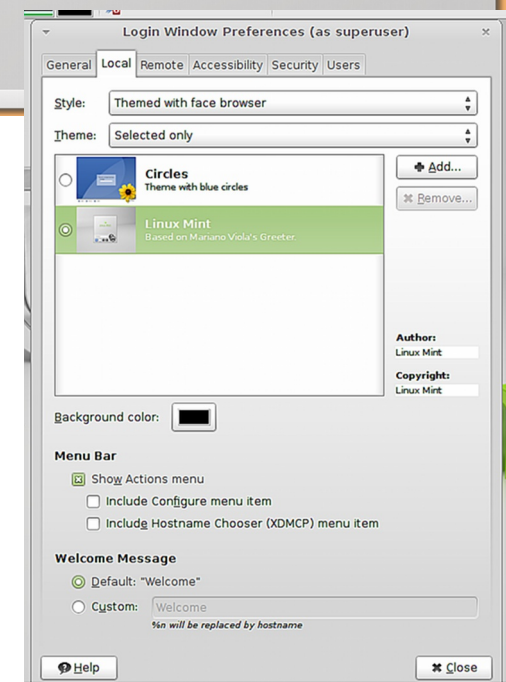 Login Window Preferences (as superuser)
General Local Remote Accessibility Security Users
Style: Themed with face browser
Theme: Selected only
Circles
Theme with blue circles
Add...
Remove...
Linux Mint
Based on Mariano Viola's Greeter
Author:
Linux Mint
Copyright:
Linux Mint
Background color:
Menu Bar
Show Actions menu
Include Configure menu item
Include Hostname Chooser (XDMCP) menu item
Welcome Message
Default: "Welcome"
Custom: Welcome
%n will be replaced by hostname
Help Close